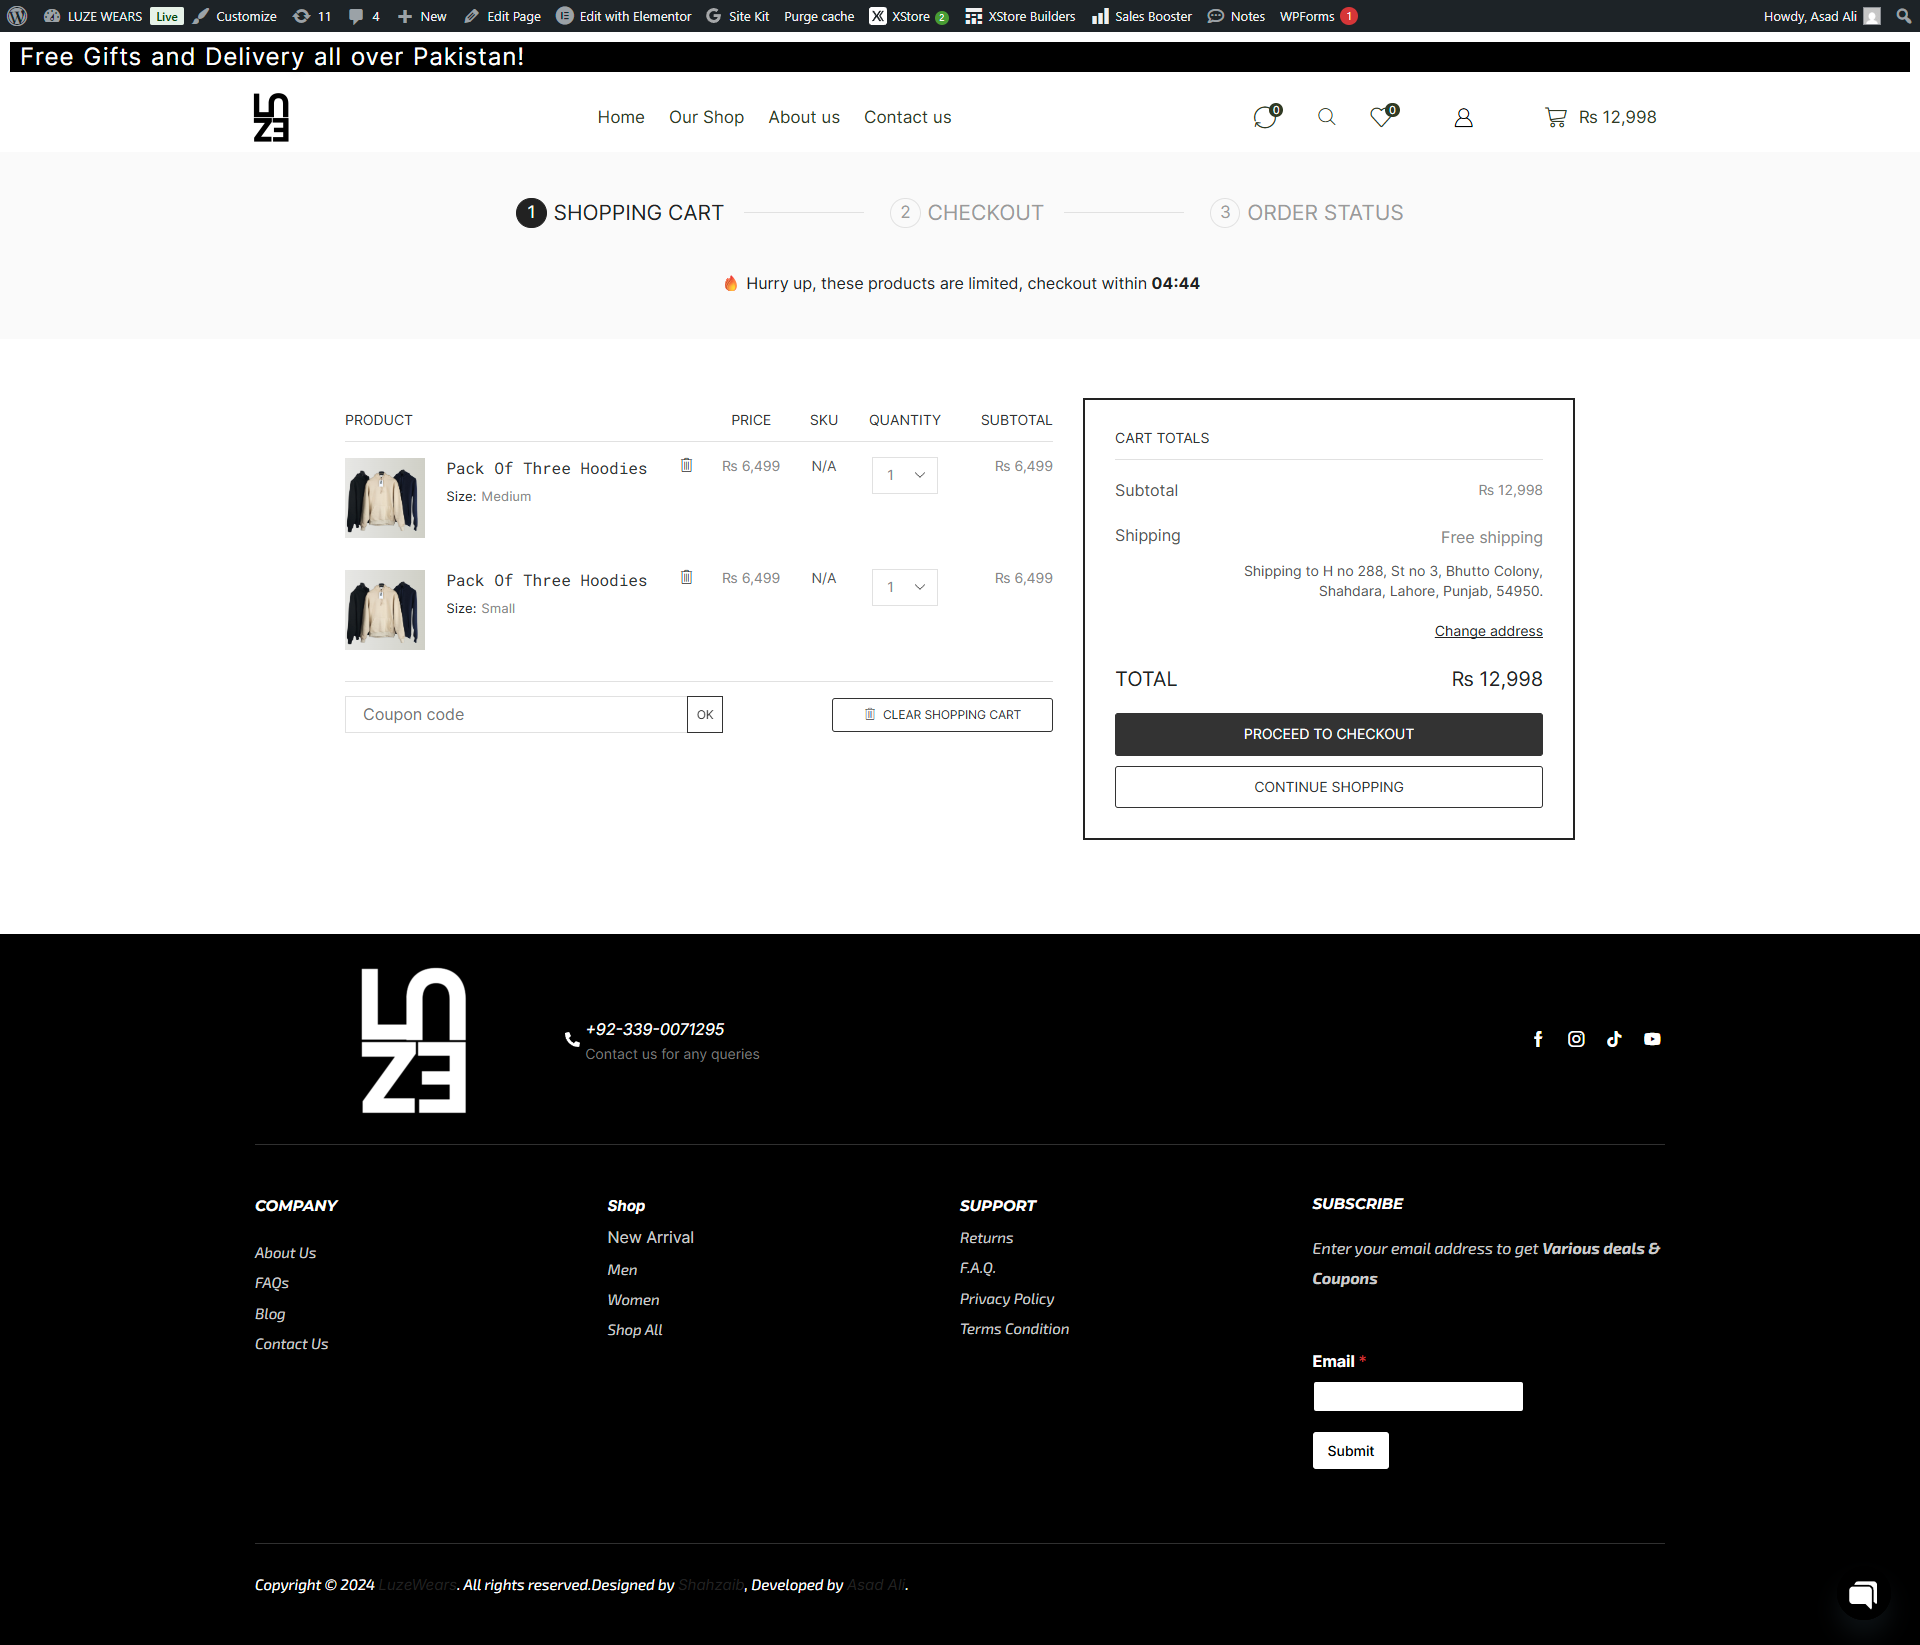 LUZE WEARS Live Customize 11 4 New Edit Page Edit with Elementor Site Kit Purge cache XStore 2 XStore Builders Sales Booster Notes WPForms 1 Howdy, Asad Ali
Free Gifts and Delivery all over Pakistan!
LUZE Home Our Shop About us Contact us 0 0 ₨ 12,998
1 SHOPPING CART 2 CHECKOUT 3 ORDER STATUS
🔥 Hurry up, these products are limited, checkout within 04:44
PRODUCT PRICE SKU QUANTITY SUBTOTAL
Pack Of Three Hoodies ₨ 6,499 N/A 1 ₨ 6,499
Size: Medium
Pack Of Three Hoodies ₨ 6,499 N/A 1 ₨ 6,499
Size: Small
Coupon code OK CLEAR SHOPPING CART
CART TOTALS
Subtotal ₨ 12,998
Shipping Free shipping
Shipping to H no 288, St no 3, Bhutto Colony,
Shahdara, Lahore, Punjab, 54950.
Change address
TOTAL ₨ 12,998
PROCEED TO CHECKOUT
CONTINUE SHOPPING
LUZE
+92-339-0071295
Contact us for any queries
COMPANY
About Us
FAQs
Blog
Contact Us
Shop
New Arrival
Men
Women
Shop All
SUPPORT
Returns
F.A.Q.
Privacy Policy
Terms Condition
SUBSCRIBE
Enter your email address to get Various deals &
Coupons
Email *
Submit
Copyright © 2024 LuzeWears. All rights reserved.Designed by Shahzaib, Developed by Asad Ali.